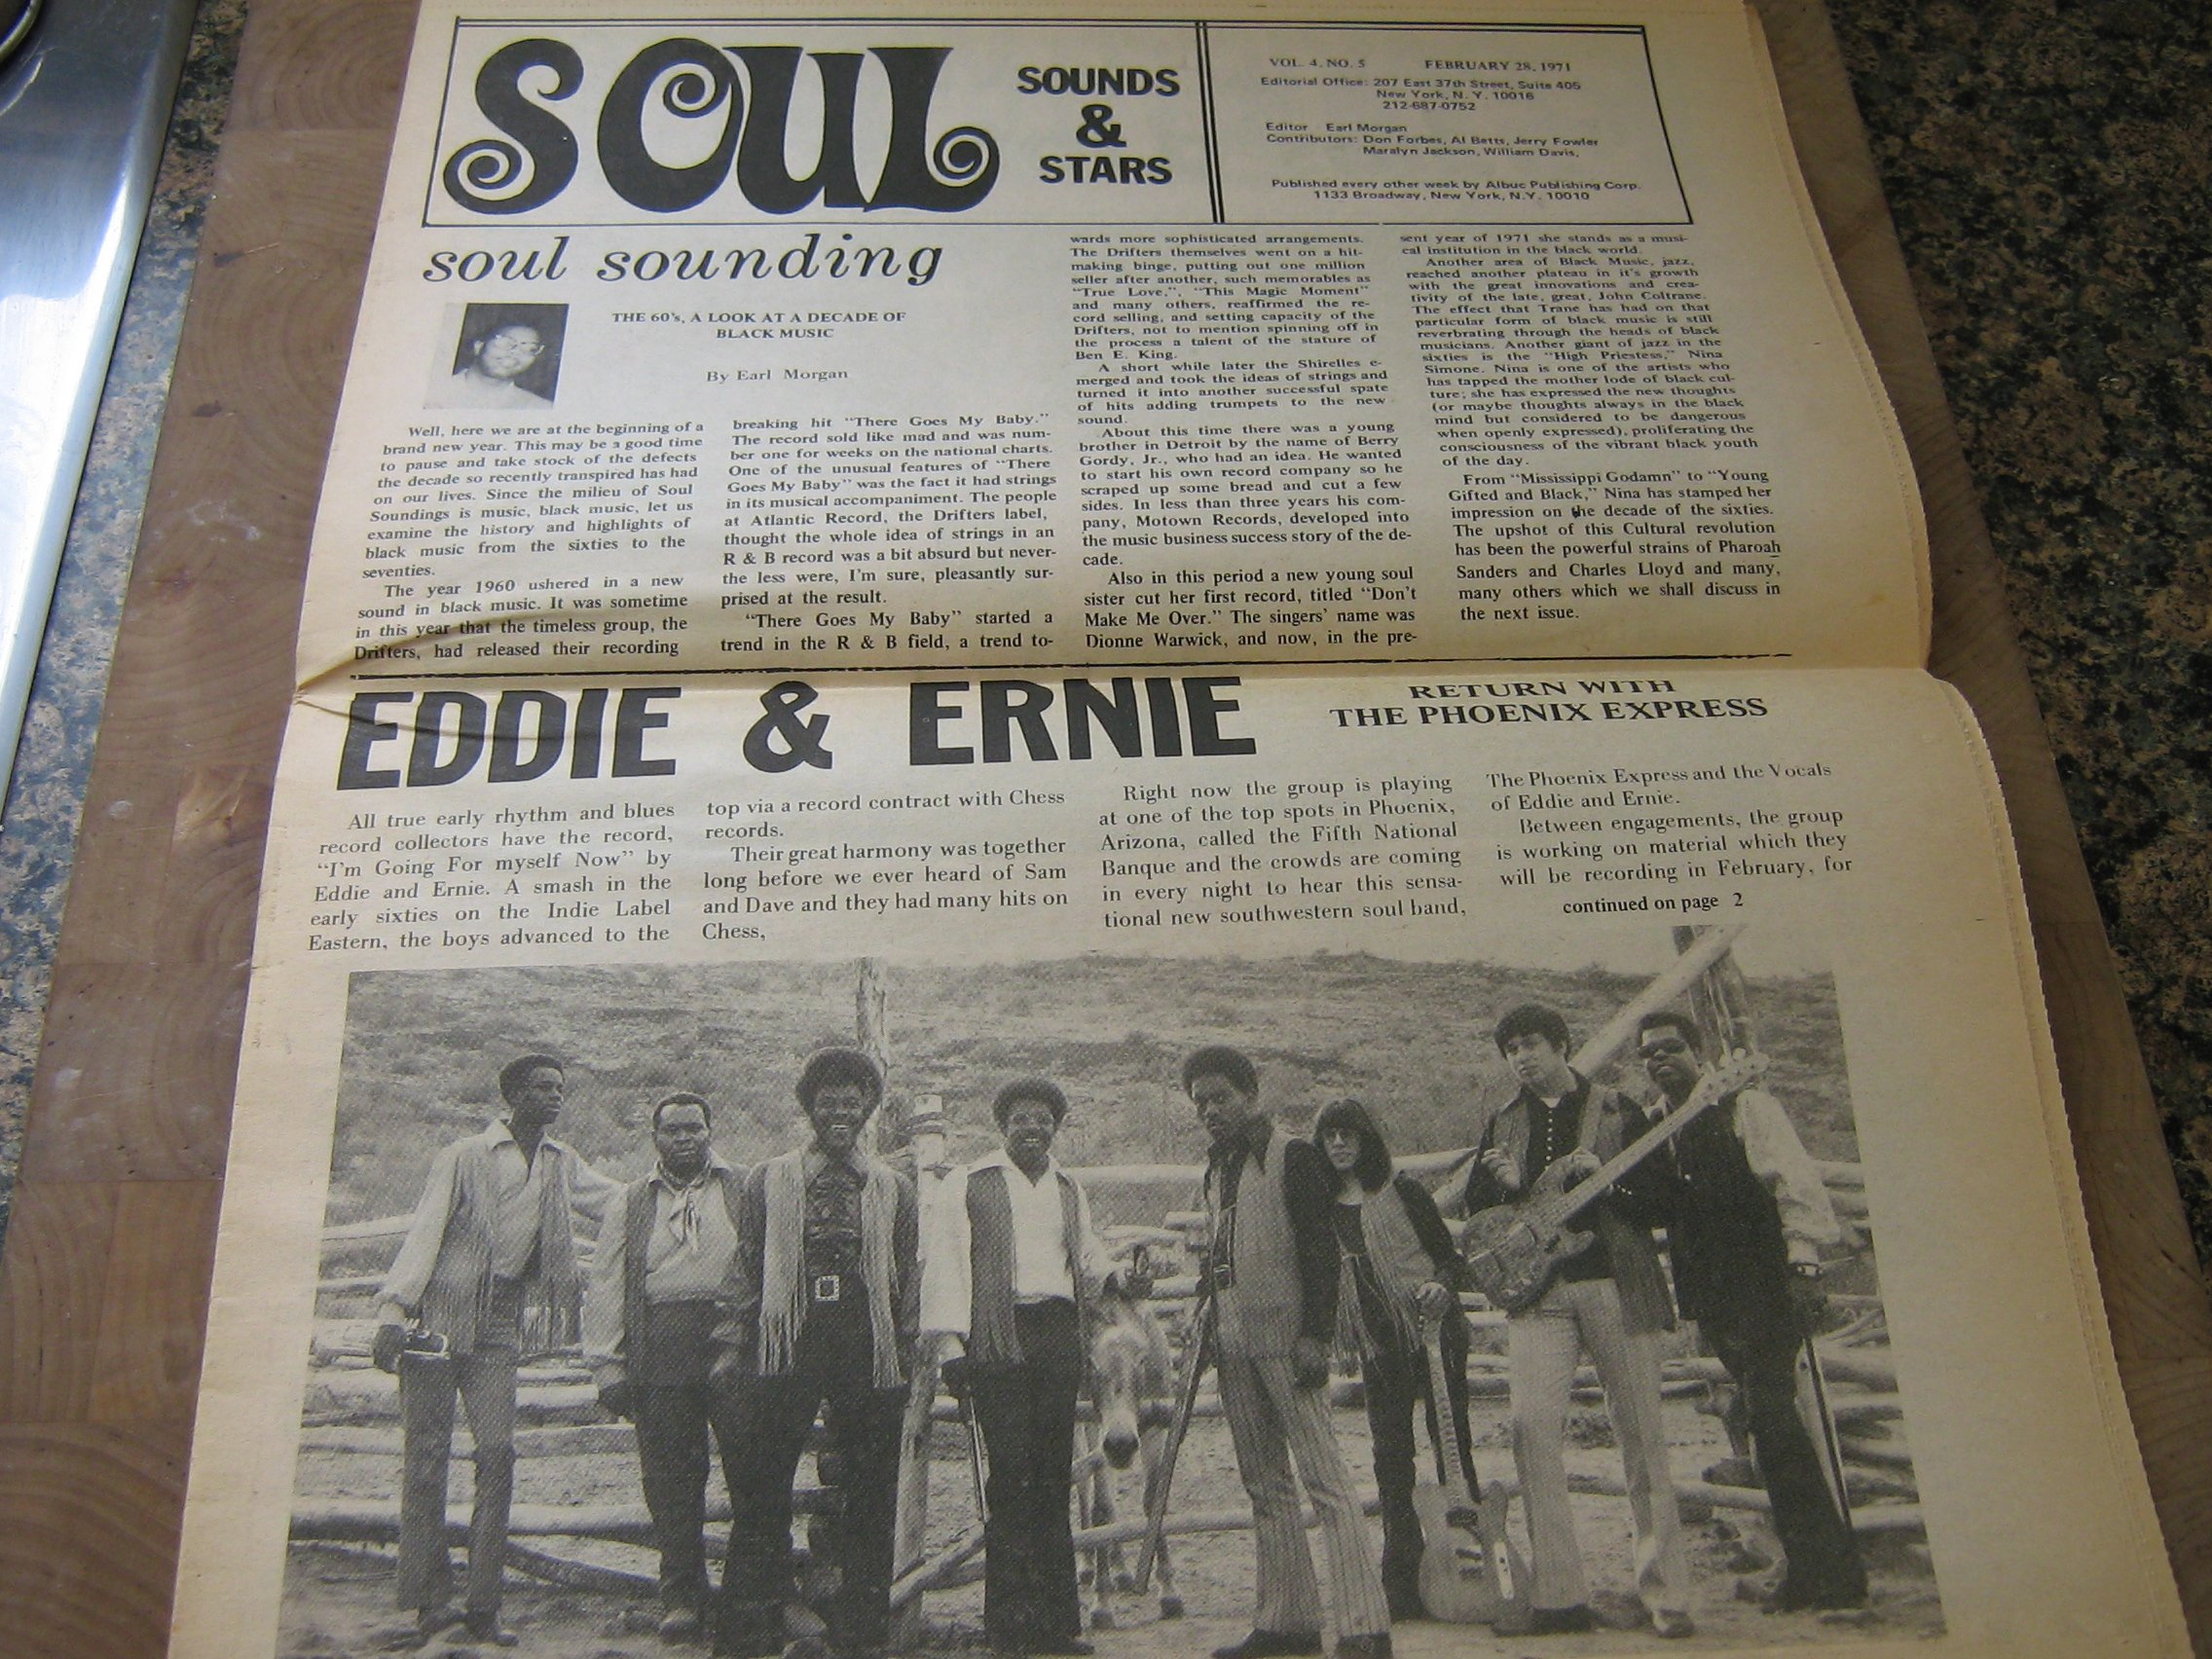 SOUL
SOUNDS
&
STARS
VOL. 4, NO. 5 FEBRUARY 28, 1971
Editorial Office: 207 East 37th Street, Suite 405
New York, N. Y. 10016
212-687-0752
Editor Earl Morgan
Contributors: Don Forbes, Al Betts, Jerry Fowler
Maralyn Jackson, William Davis,
Published every other week by Albuc Publishing Corp.
1133 Broadway, New York, N.Y. 10010
soul sounding
THE 60's, A LOOK AT A DECADE OF
BLACK MUSIC
By Earl Morgan
Well, here we are at the beginning of a
brand new year. This may be a good time
to pause and take stock of the defects
the decade so recently transpired has had
on our lives. Since the milieu of Soul
Soundings is music, black music, let us
examine the history and highlights of
black music from the sixties to the
seventies.
The year 1960 ushered in a new
sound in black music. It was sometime
in this year that the timeless group, the
Drifters, had released their recording
breaking hit "There Goes My Baby."
The record sold like mad and was num-
ber one for weeks on the national charts.
One of the unusual features of "There
Goes My Baby" was the fact it had strings
in its musical accompaniment. The people
at Atlantic Record, the Drifters label,
thought the whole idea of strings in an
R & B record was a bit absurd but never-
the less were, I'm sure, pleasantly sur-
prised at the result.
"There Goes My Baby" started a
trend in the R & B field, a trend to-
wards more sophisticated arrangements.
The Drifters themselves went on a hit-
making binge, putting out one million
seller after another, such memorables as
"True Love,", "This Magic Moment"
and many others, reaffirmed the re-
cord selling, and setting capacity of the
Drifters, not to mention spinning off in
the process a talent of the stature of
Ben E. King.
A short while later the Shirelles e-
merged and took the ideas of strings and
turned it into another successful spate
of hits adding trumpets to the new
sound.
About this time there was a young
brother in Detroit by the name of Berry
Gordy, Jr., who had an idea. He wanted
to start his own record company so he
scraped up some bread and cut a few
sides. In less than three years his com-
pany, Motown Records, developed into
the music business success story of the de-
cade.
Also in this period a new young soul
sister cut her first record, titled "Don't
Make Me Over." The singers' name was
Dionne Warwick, and now, in the pre-
sent year of 1971 she stands as a musi-
cal institution in the black world.
Another area of Black Music, jazz,
reached another plateau in it's growth
with the great innovations and crea-
tivity of the late, great, John Coltrane.
The effect that Trane has had on that
particular form of black music is still
reverbrating through the heads of black
musicians. Another giant of jazz in the
sixties is the "High Priestess," Nina
Simone. Nina is one of the artists who
has tapped the mother lode of black cul-
ture; she has expressed the new thoughts
(or maybe thoughts always in the black
mind but considered to be dangerous
when openly expressed), proliferating the
consciousness of the vibrant black youth
of the day.
From "Mississippi Godamn" to "Young
Gifted and Black," Nina has stamped her
impression on the decade of the sixties.
The upshot of this Cultural revolution
has been the powerful strains of Pharoah
Sanders and Charles Lloyd and many,
many others which we shall discuss in
the next issue.
EDDIE & ERNIE
RETURN WITH
THE PHOENIX EXPRESS
All true early rhythm and blues
record collectors have the record,
"I'm Going For myself Now" by
Eddie and Ernie. A smash in the
early sixties on the Indie Label
Eastern, the boys advanced to the
top via a record contract with Chess
records.
Their great harmony was together
long before we ever heard of Sam
and Dave and they had many hits on
Chess,
Right now the group is playing
at one of the top spots in Phoenix,
Arizona, called the Fifth National
Banque and the crowds are coming
in every night to hear this sensa-
tional new southwestern soul band,
The Phoenix Express and the Vocals
of Eddie and Ernie.
Between engagements, the group
is working on material which they
will be recording in February, for
continued on page 2